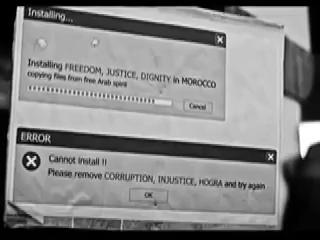 Installing...
Installing FREEDOM, JUSTICE, DIGNITY in MOROCCO
copying files from free Arab spirit
Cancel
ERROR
Cannot install !!
Please remove CORRUPTION, INJUSTICE, HOGRA and try again
OK